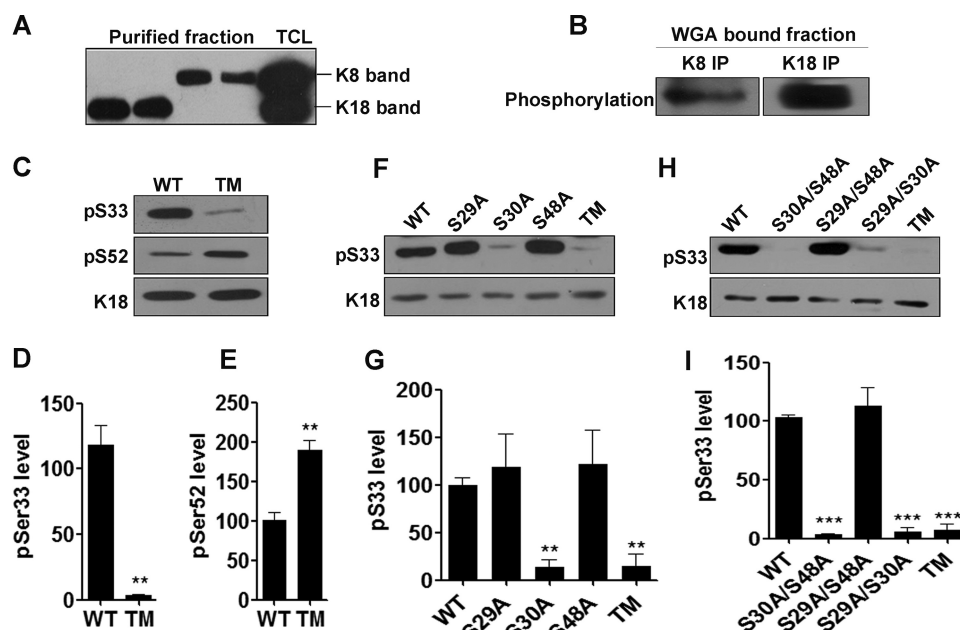 A
Purified fraction TCL
K8 band
K18 band
B
WGA bound fraction
K8 IP K18 IP
Phosphorylation
C
WT TM
pS33
pS52
K18
F
WT S29A S30A S48A TM
pS33
K18
H
WT S30A/S48A S29A/S48A S29A/S30A TM
pS33
K18
D
pSer33 level
150
100
50
0
**
WT TM
E
pSer52 level
250
200
150
100
50
0
**
WT TM
G
pS33 level
200
150
100
50
0
** **
WT S29A S30A S48A TM
I
pSer33 level
150
100
50
0
*** *** ***
WT S30A/S48A S29A/S48A S29A/S30A TM